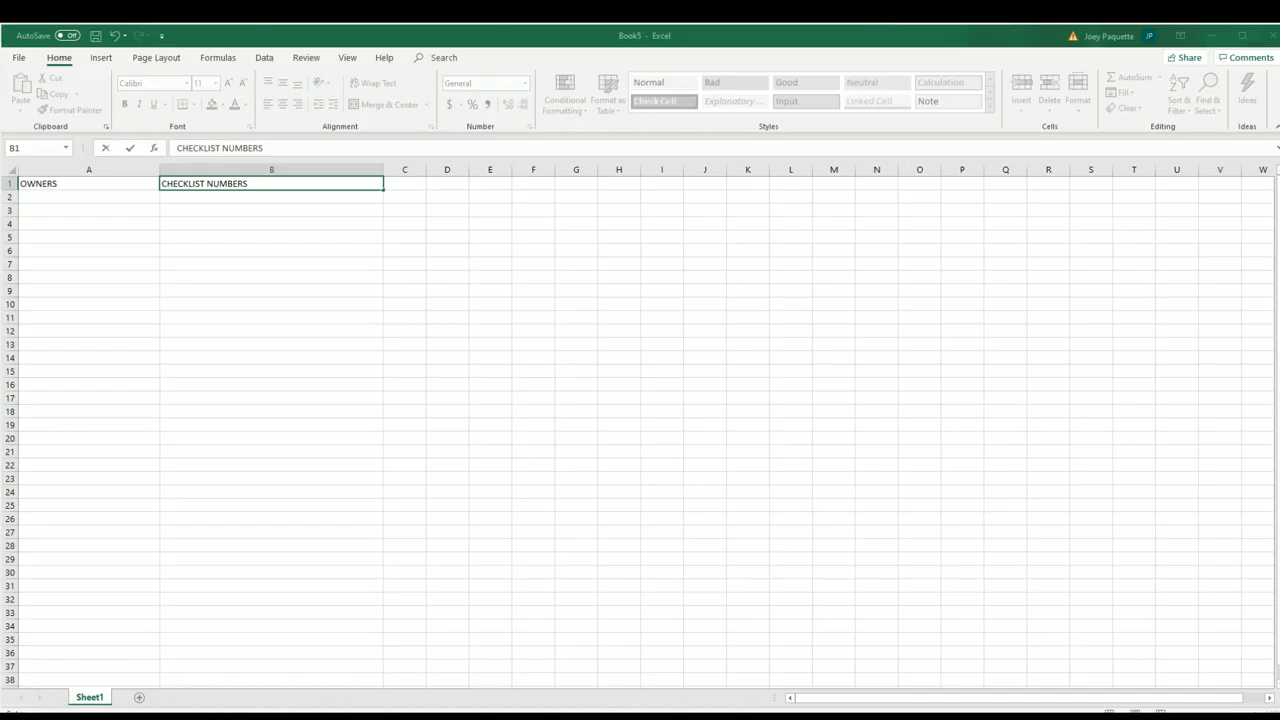 AutoSave Off
Book5 - Excel
Joey Paquette JP
File Home Insert Page Layout Formulas Data Review View Help Search
Share Comments
Paste
Cut
Copy
Format Painter
Clipboard
Calibri 11
B I U
Font
Wrap Text
Merge & Center
Alignment
General
$ % ,
Number
Conditional Formatting
Format as Table
Normal Bad Good Neutral Calculation
Check Cell Explanatory... Input Linked Cell Note
Styles
Insert Delete Format
Cells
AutoSum
Fill
Clear
Sort & Filter
Find & Select
Editing
Ideas
Ideas
B1 fx CHECKLIST NUMBERS
A B C D E F G H I J K L M N O P Q R S T U V W
1 OWNERS CHECKLIST NUMBERS
2
3
4
5
6
7
8
9
10
11
12
13
14
15
16
17
18
19
20
21
22
23
24
25
26
27
28
29
30
31
32
33
34
35
36
37
38
Sheet1